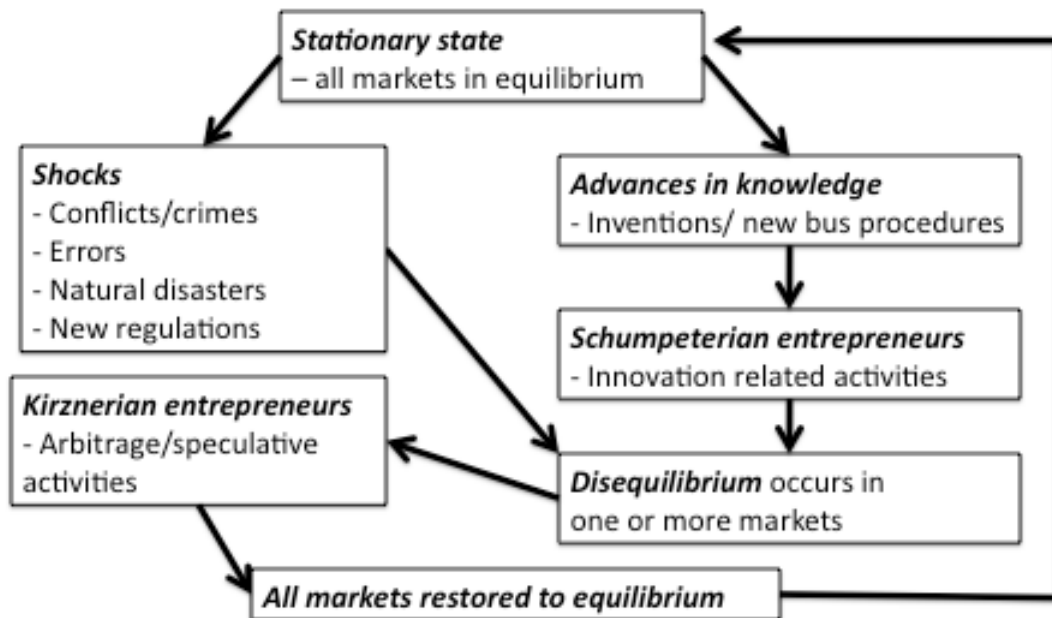 Stationary state
– all markets in equilibrium
Shocks
- Conflicts/crimes
- Errors
- Natural disasters
- New regulations
Advances in knowledge
- Inventions/ new bus procedures
Schumpeterian entrepreneurs
- Innovation related activities
Kirznerian entrepreneurs
- Arbitrage/speculative
activities
Disequilibrium occurs in
one or more markets
All markets restored to equilibrium